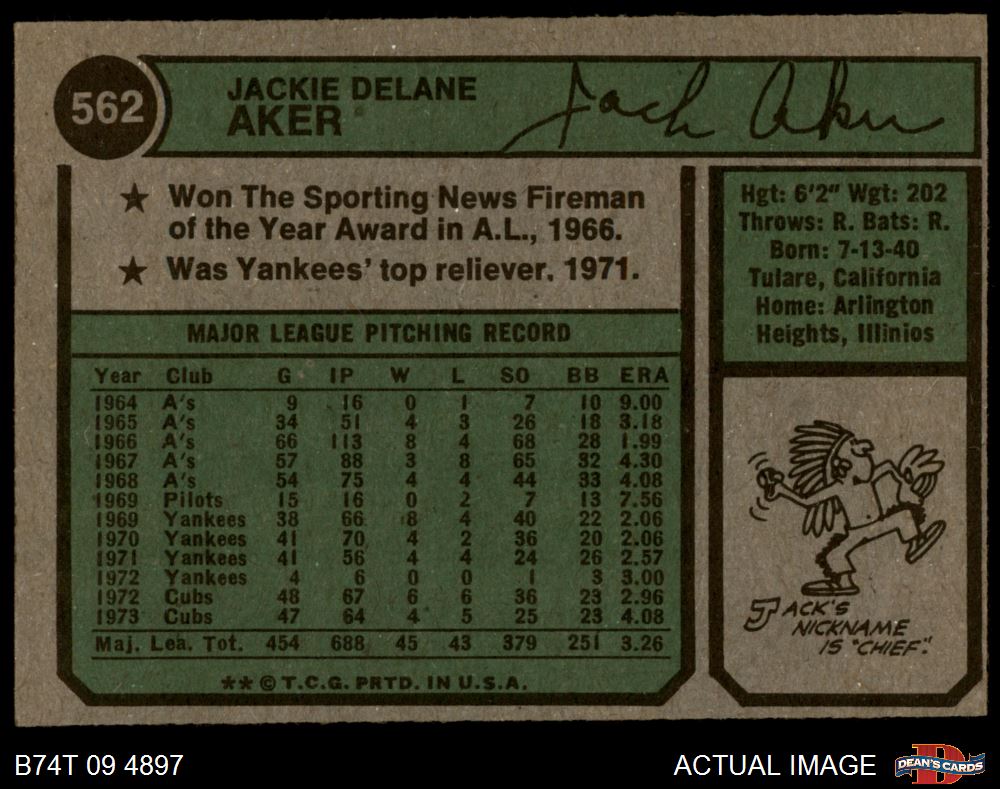 562
JACKIE DELANE
AKER
Jack Aker
★ Won The Sporting News Fireman
of the Year Award in A.L., 1966.
★ Was Yankees' top reliever, 1971.
Hgt: 6'2" Wgt: 202
Throws: R. Bats: R.
Born: 7-13-40
Tulare, California
Home: Arlington
Heights, Illinios
MAJOR LEAGUE PITCHING RECORD
Year Club G IP W L SO BB ERA
1964 A's 9 16 0 1 7 10 9.00
1965 A's 34 51 4 3 26 18 3.18
1966 A's 66 113 8 4 68 28 1.99
1967 A's 57 88 3 8 65 32 4.30
1968 A's 54 75 4 4 44 33 4.08
1969 Pilots 15 16 0 2 7 13 7.56
1969 Yankees 38 66 8 4 40 22 2.06
1970 Yankees 41 70 4 2 36 20 2.06
1971 Yankees 41 56 4 4 24 26 2.57
1972 Yankees 4 6 0 0 1 3 3.00
1972 Cubs 48 67 6 6 36 23 2.96
1973 Cubs 47 64 4 5 25 23 4.08
Maj. Lea. Tot. 454 688 45 43 379 251 3.26
** © T.C.G. PRTD. IN U.S.A.
JACK'S
NICKNAME
IS "CHIEF."
B74T 09 4897
ACTUAL IMAGE
DEAN'S CARDS